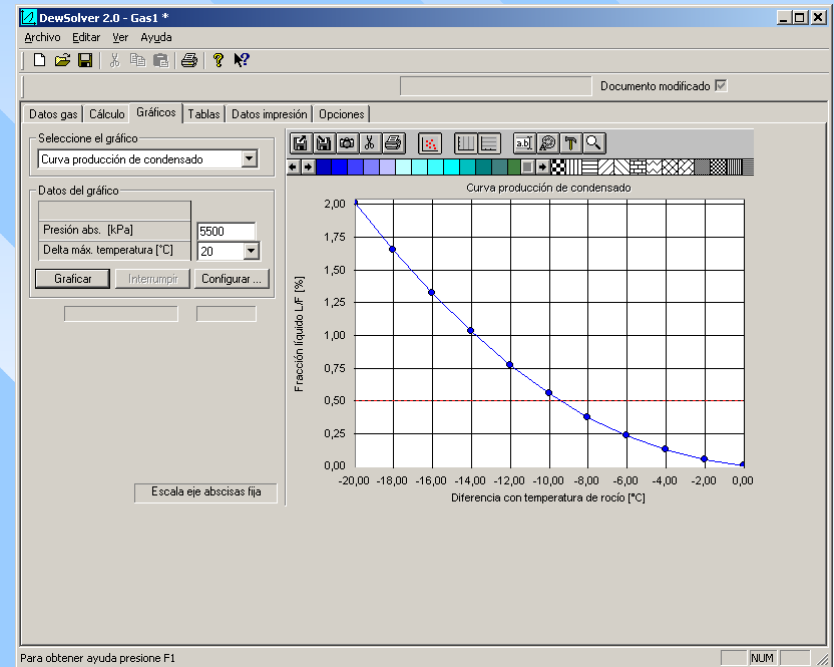 DewSolver 2.0 - Gas1 *
Archivo Editar Ver Ayuda
Documento modificado
Datos gas Cálculo Gráficos Tablas Datos impresión Opciones
Seleccione el gráfico
Curva producción de condensado
Datos del gráfico
Presión abs. [kPa] 5500
Delta máx. temperatura [°C] 20
Graficar Interrumpir Configurar ...
Escala eje abscisas fija
a.b]
Curva producción de condensado
Fracción líquido L/F [%]
2,00
1,75
1,50
1,25
1,00
0,75
0,50
0,25
0,00
-20,00 -18,00 -16,00 -14,00 -12,00 -10,00 -8,00 -6,00 -4,00 -2,00 0,00
Diferencia con temperatura de rocío [°C]
Para obtener ayuda presione F1
NUM